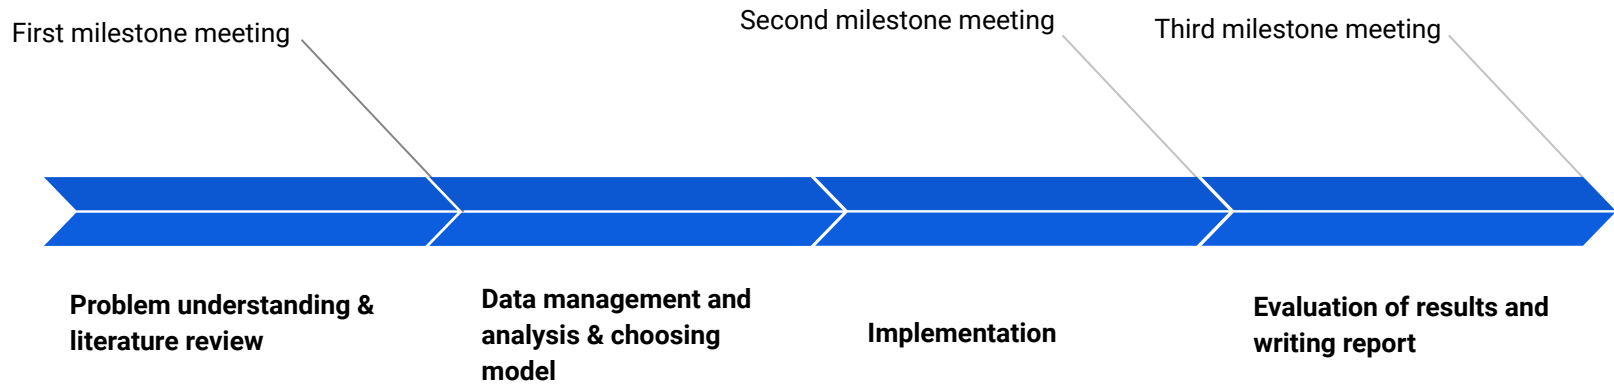 First milestone meeting
Second milestone meeting
Third milestone meeting
Problem understanding &
literature review
Data management and
analysis & choosing
model
Implementation
Evaluation of results and
writing report